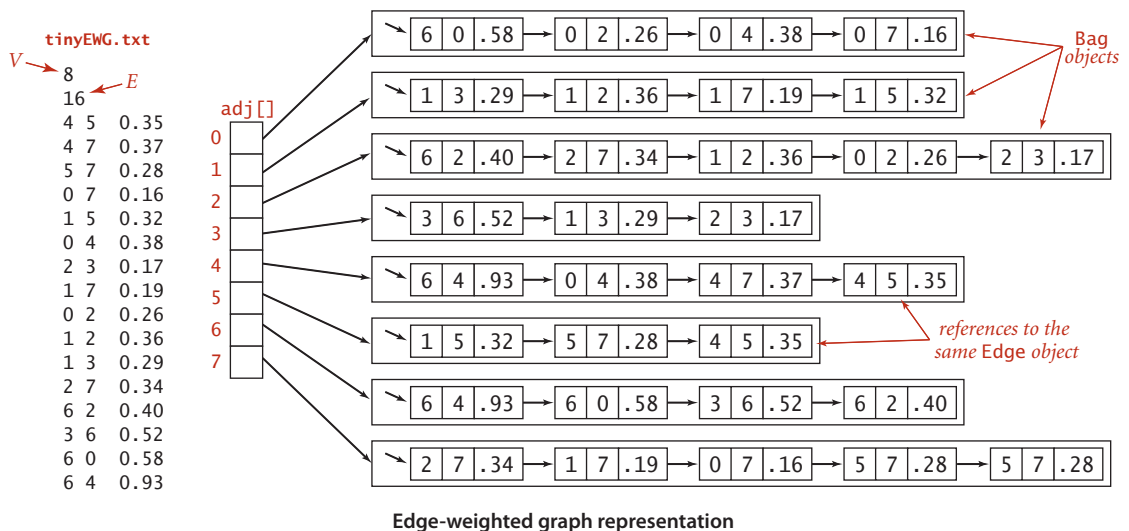 tinyEWG.txt
V
8
E
16
4 5 0.35
4 7 0.37
5 7 0.28
0 7 0.16
1 5 0.32
0 4 0.38
2 3 0.17
1 7 0.19
0 2 0.26
1 2 0.36
1 3 0.29
2 7 0.34
6 2 0.40
3 6 0.52
6 0 0.58
6 4 0.93
adj[]
0
1
2
3
4
5
6
7
6 0 .58 0 2 .26 0 4 .38 0 7 .16
1 3 .29 1 2 .36 1 7 .19 1 5 .32
6 2 .40 2 7 .34 1 2 .36 0 2 .26 2 3 .17
3 6 .52 1 3 .29 2 3 .17
6 4 .93 0 4 .38 4 7 .37 4 5 .35
1 5 .32 5 7 .28 4 5 .35
6 4 .93 6 0 .58 3 6 .52 6 2 .40
2 7 .34 1 7 .19 0 7 .16 5 7 .28 5 7 .28
Bag
objects
references to the
same Edge object
Edge-weighted graph representation